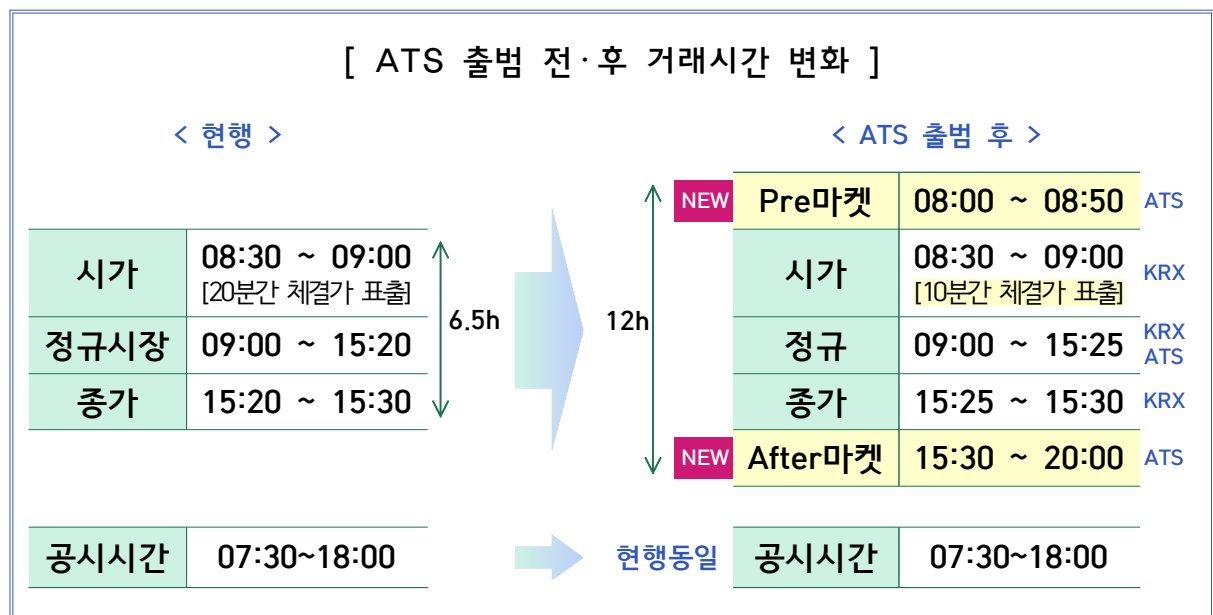 [ ATS 출범 전·후 거래시간 변화 ]
< 현행 >
시가 08:30 ~ 09:00
[20분간 체결가 표출]
정규시장 09:00 ~ 15:20
종가 15:20 ~ 15:30
6.5h
공시시간 07:30~18:00
< ATS 출범 후 >
12h
NEW Pre마켓 08:00 ~ 08:50 ATS
시가 08:30 ~ 09:00 KRX
[10분간 체결가 표출]
정규 09:00 ~ 15:25 KRX
ATS
종가 15:25 ~ 15:30 KRX
NEW After마켓 15:30 ~ 20:00 ATS
현행동일 공시시간 07:30~18:00